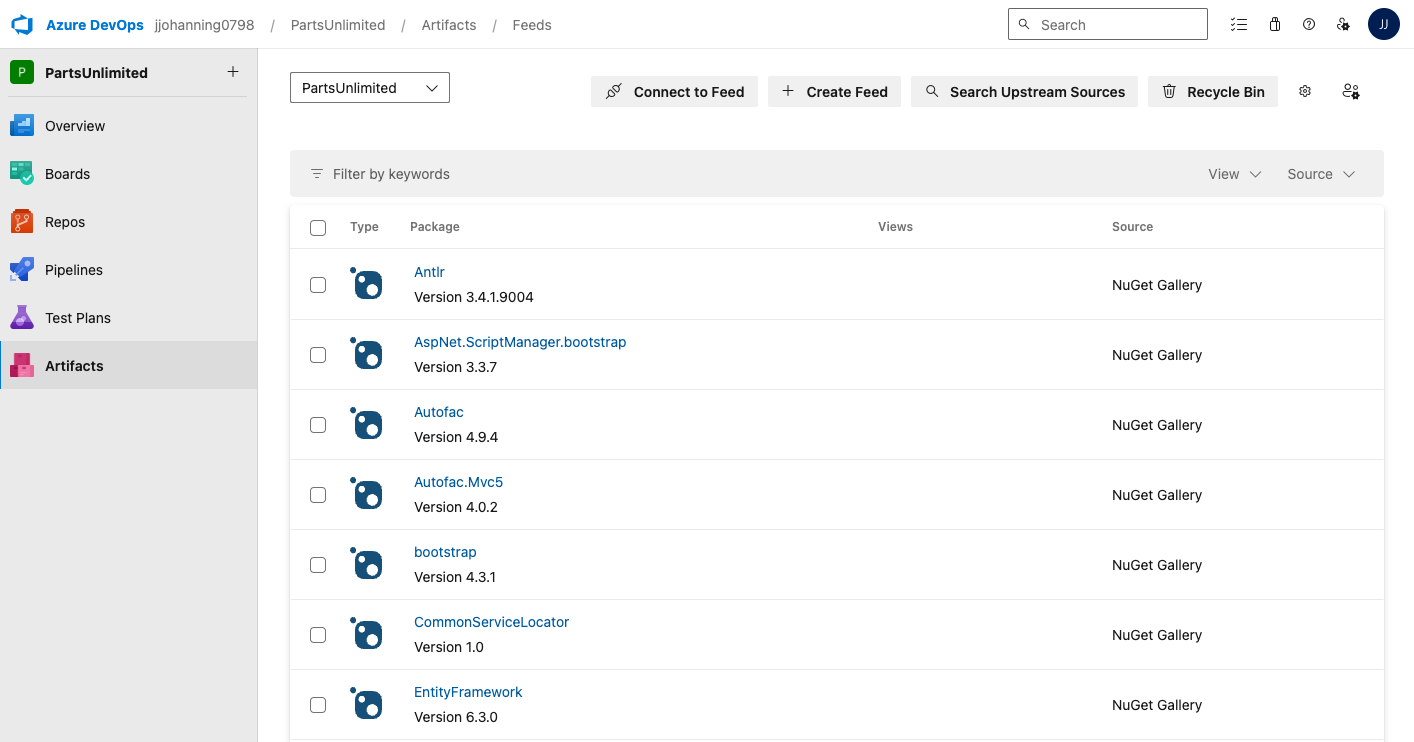 Azure DevOps jjohanning0798 / PartsUnlimited / Artifacts / Feeds Search JJ
P PartsUnlimited
Overview
Boards
Repos
Pipelines
Test Plans
Artifacts
PartsUnlimited Connect to Feed Create Feed Search Upstream Sources Recycle Bin
Filter by keywords View Source
Type Package Views Source
Antlr
Version 3.4.1.9004 NuGet Gallery
AspNet.ScriptManager.bootstrap
Version 3.3.7 NuGet Gallery
Autofac
Version 4.9.4 NuGet Gallery
Autofac.Mvc5
Version 4.0.2 NuGet Gallery
bootstrap
Version 4.3.1 NuGet Gallery
CommonServiceLocator
Version 1.0 NuGet Gallery
EntityFramework
Version 6.3.0 NuGet Gallery